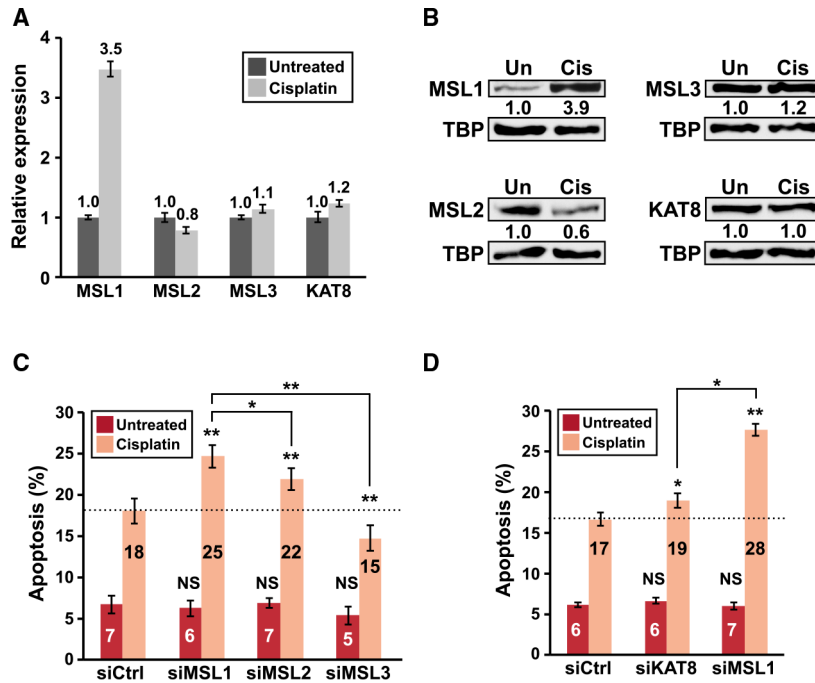 A
Relative expression
4
3
2
1
0
Untreated
Cisplatin
3.5
1.0
1.0
0.8
1.0
1.1
1.0
1.2
MSL1 MSL2 MSL3 KAT8
B
Un Cis
MSL1
1.0 3.9
TBP
Un Cis
MSL3
1.0 1.2
TBP
Un Cis
MSL2
1.0 0.6
TBP
Un Cis
KAT8
1.0 1.0
TBP
C
Apoptosis (%)
30
25
20
15
10
5
0
Untreated
Cisplatin
**
*
** ** **
18 25 22 15
NS NS NS
7 6 7 5
siCtrl siMSL1 siMSL2 siMSL3
D
Apoptosis (%)
30
25
20
15
10
5
0
Untreated
Cisplatin
*
* **
17 19 28
NS NS
6 6 7
siCtrl siKAT8 siMSL1